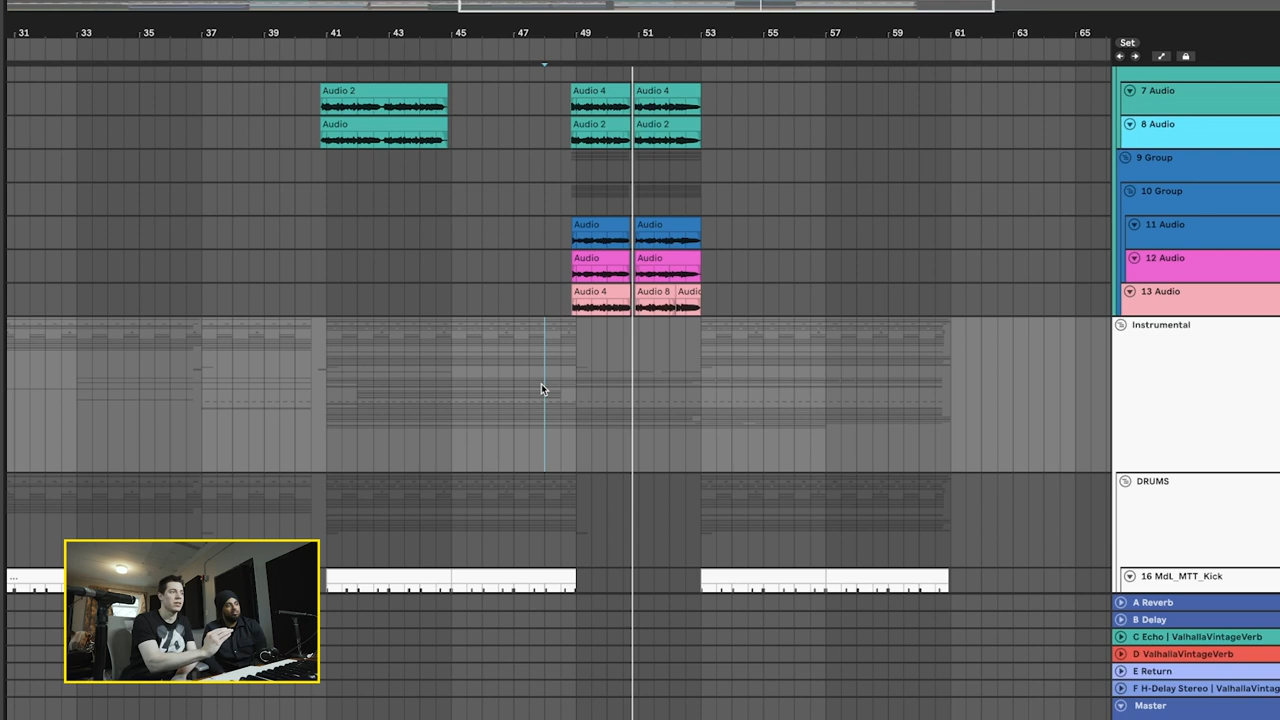 31 33 35 37 39 41 43 45 47 49 51 53 55 57 59 61 63 65
Set
Audio 2 Audio 4 Audio 4 7 Audio
Audio Audio 2 Audio 2 8 Audio
9 Group
10 Group
Audio Audio 11 Audio
Audio Audio 12 Audio
Audio 4 Audio 8 Audio 13 Audio
Instrumental
DRUMS
... 16 MdL_MTT_Kick
A Reverb
B Delay
C Echo | ValhallaVintageVerb
D ValhallaVintageVerb
E Return
F H-Delay Stereo | ValhallaVintag
Master